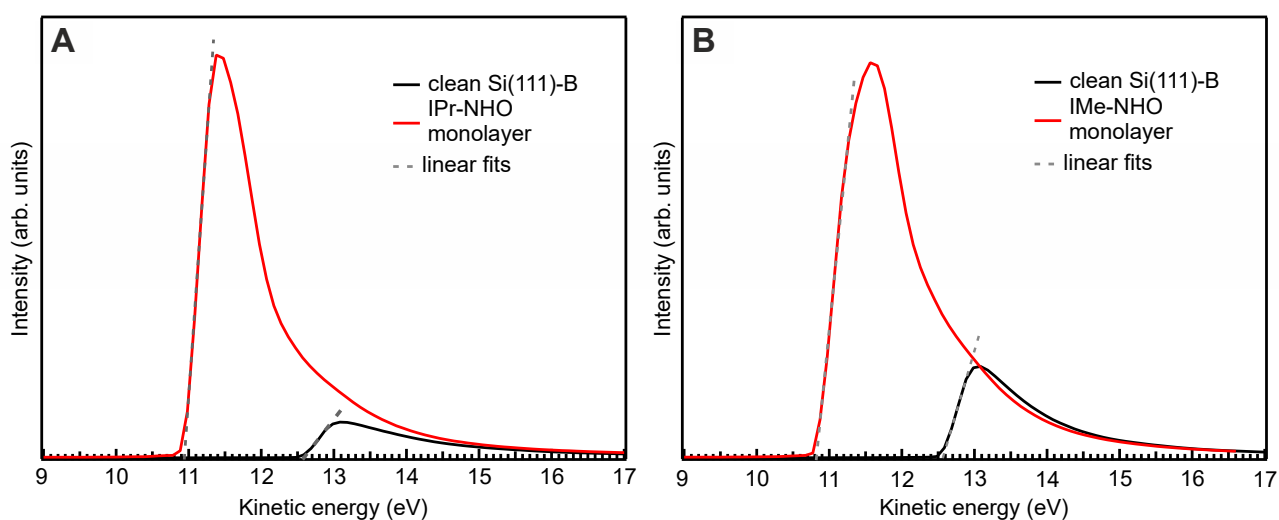 A
clean Si(111)-B
IPr-NHO
monolayer
linear fits
Intensity (arb. units)
9 10 11 12 13 14 15 16 17
Kinetic energy (eV)
B
clean Si(111)-B
IMe-NHO
monolayer
linear fits
Intensity (arb. units)
9 10 11 12 13 14 15 16 17
Kinetic energy (eV)